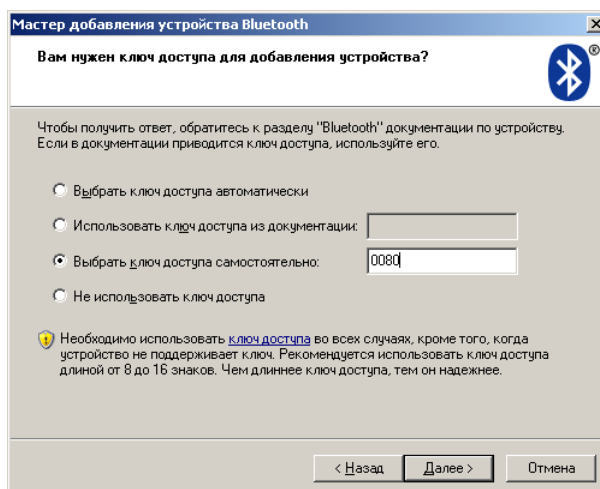 Мастер добавления устройства Bluetooth
Вам нужен ключ доступа для добавления устройства?
®
Чтобы получить ответ, обратитесь к разделу "Bluetooth" документации по устройству.
Если в документации приводится ключ доступа, используйте его.
Выбрать ключ доступа автоматически
Использовать ключ доступа из документации:
Выбрать ключ доступа самостоятельно: 0080
Не использовать ключ доступа
Необходимо использовать ключ доступа во всех случаях, кроме того, когда
устройство не поддерживает ключ. Рекомендуется использовать ключ доступа
длиной от 8 до 16 знаков. Чем длиннее ключ доступа, тем он надежнее.
< Назад Далее > Отмена